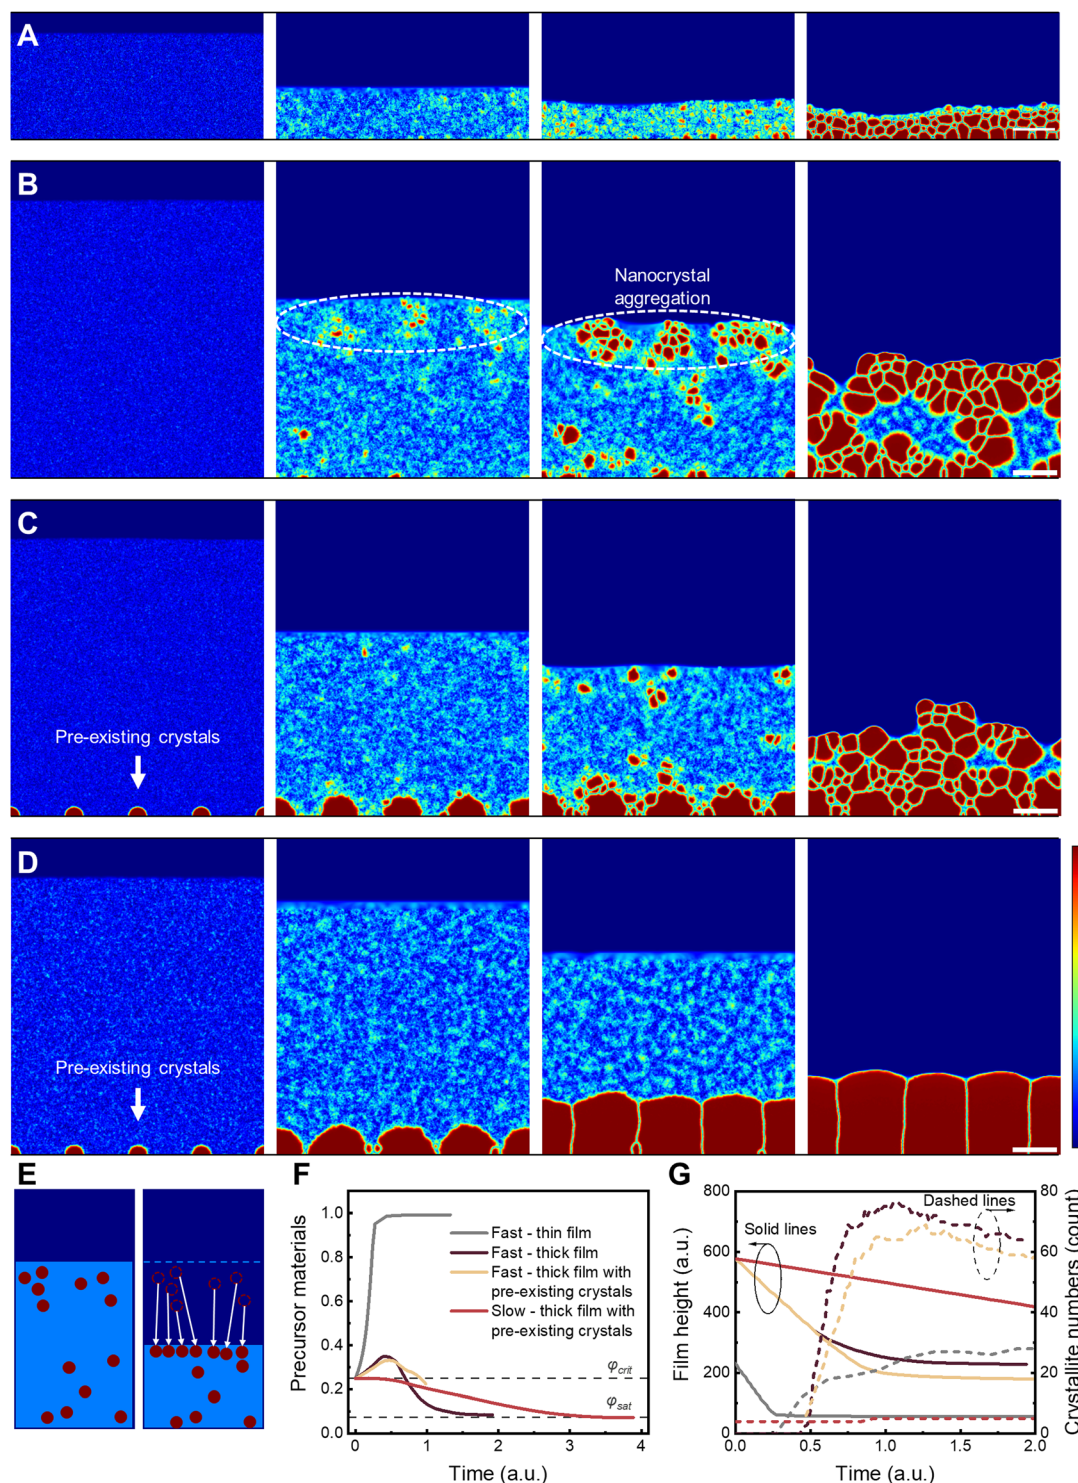 A
B
Nanocrystal
aggregation
C
Pre-existing crystals
D
Pre-existing crystals
E
F
Precursor materials
1.0
0.8
0.6
0.4
0.2
0.0
Fast - thin film
Fast - thick film
Fast - thick film with
pre-existing crystals
Slow - thick film with
pre-existing crystals
φcrit
φsat
0
1
2
3
4
Time (a.u.)
G
Film height (a.u.)
800
600
400
200
0
Solid lines
Dashed lines
80
60
40
20
0
Crystallite numbers (count)
0.0
0.5
1.0
1.5
2.0
Time (a.u.)